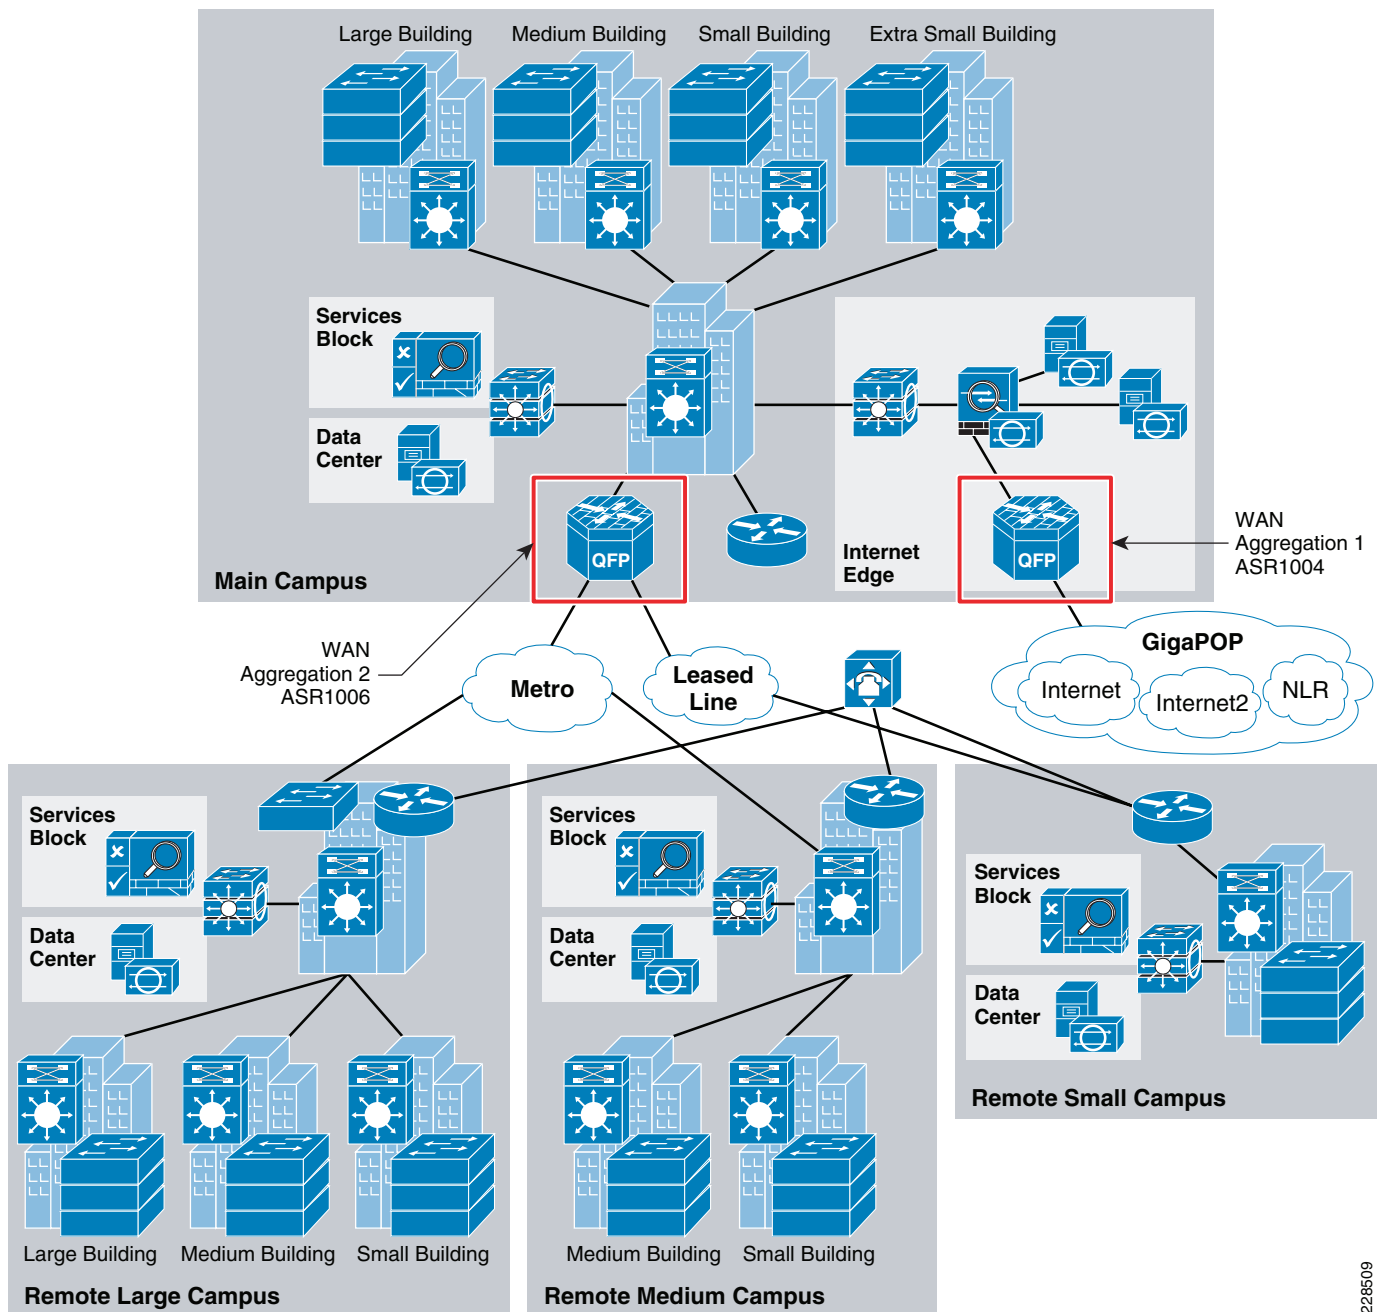 Large Building
Medium Building
Small Building
Extra Small Building
Services
Block
Data
Center
QFP
Main Campus
Internet
Edge
QFP
WAN
Aggregation 1
ASR1004
WAN
Aggregation 2
ASR1006
Metro
Leased
Line
GigaPOP
Internet
Internet2
NLR
Services
Block
Data
Center
Large Building
Medium Building
Small Building
Remote Large Campus
Services
Block
Data
Center
Medium Building
Small Building
Remote Medium Campus
Services
Block
Data
Center
Remote Small Campus
228509